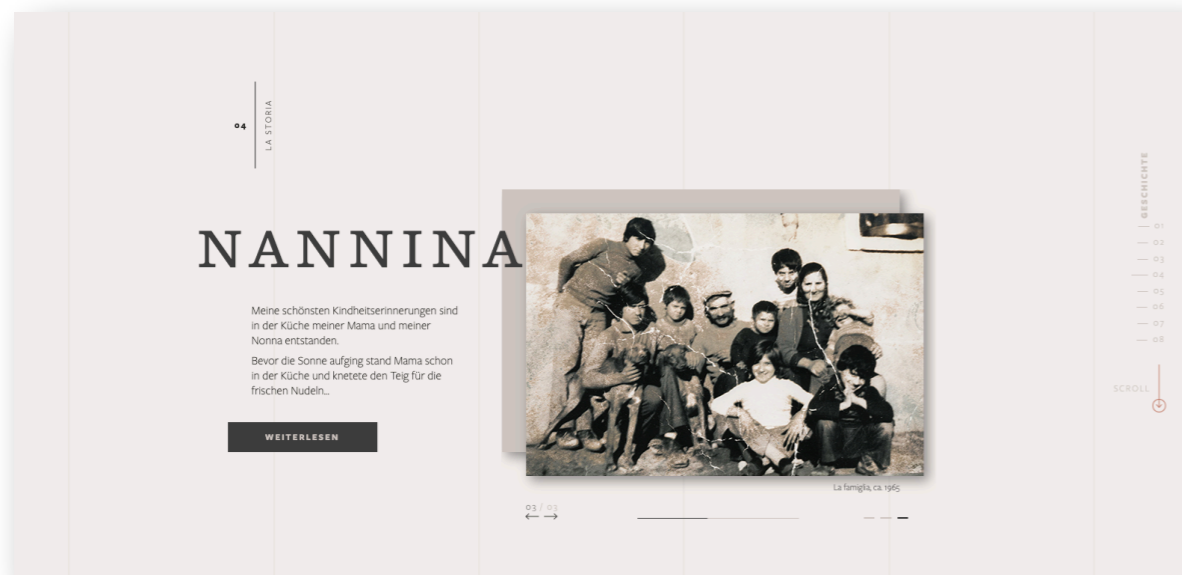 04
LA STORIA
NANNINA
Meine schönsten Kindheitserinnerungen sind
in der Küche meiner Mama und meiner
Nonna entstanden.
Bevor die Sonne aufging stand Mama schon
in der Küche und knetete den Teig für die
frischen Nudeln...
WEITERLESEN
La famiglia, ca. 1965
03 / 03
GESCHICHTE
01
02
03
04
05
06
07
08
SCROLL